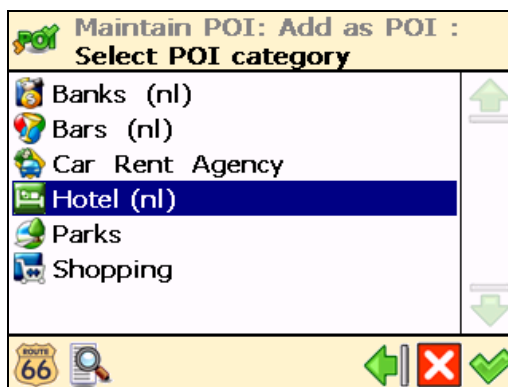 POI
Maintain POI: Add as POI :
Select POI category
Banks (nl)
Bars (nl)
Car Rent Agency
Hotel (nl)
Parks
Shopping
ROUTE
66